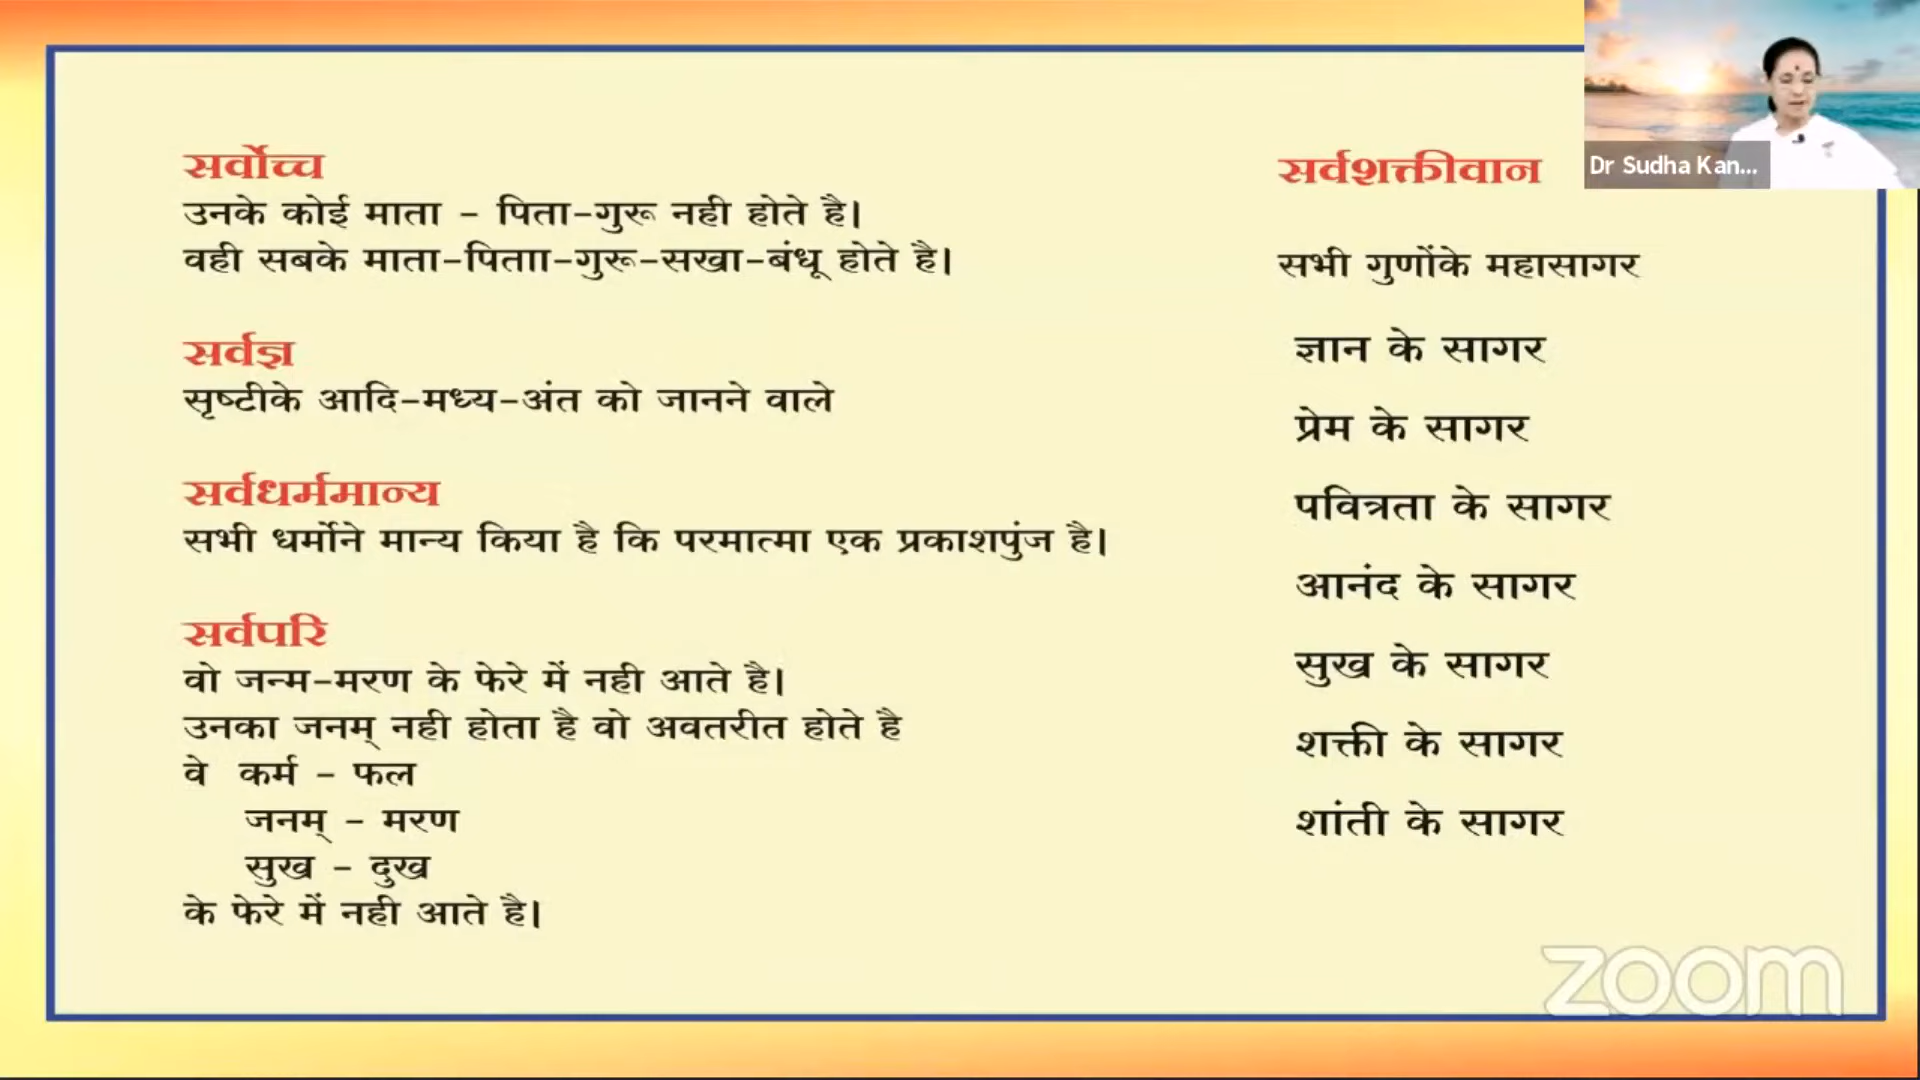 सर्वोच्च
उनके कोई माता - पिता-गुरू नही होते है।
वही सबके माता-पिताा-गुरू-सखा-बंधू होते है।
सर्वज्ञ
सृष्टीके आदि-मध्य-अंत को जानने वाले
सर्वधर्ममान्य
सभी धर्मोने मान्य किया है कि परमात्मा एक प्रकाशपुंज है।
सर्वपरि
वो जन्म-मरण के फेरे में नही आते है।
उनका जनम् नही होता है वो अवतरीत होते है
वे कर्म - फल
जनम् - मरण
सुख - दुख
के फेरे में नही आते है।
सर्वशक्तीवान
सभी गुणोंके महासागर
ज्ञान के सागर
प्रेम के सागर
पवित्रता के सागर
आनंद के सागर
सुख के सागर
शक्ती के सागर
शांती के सागर
Dr Sudha Kan...
zoom